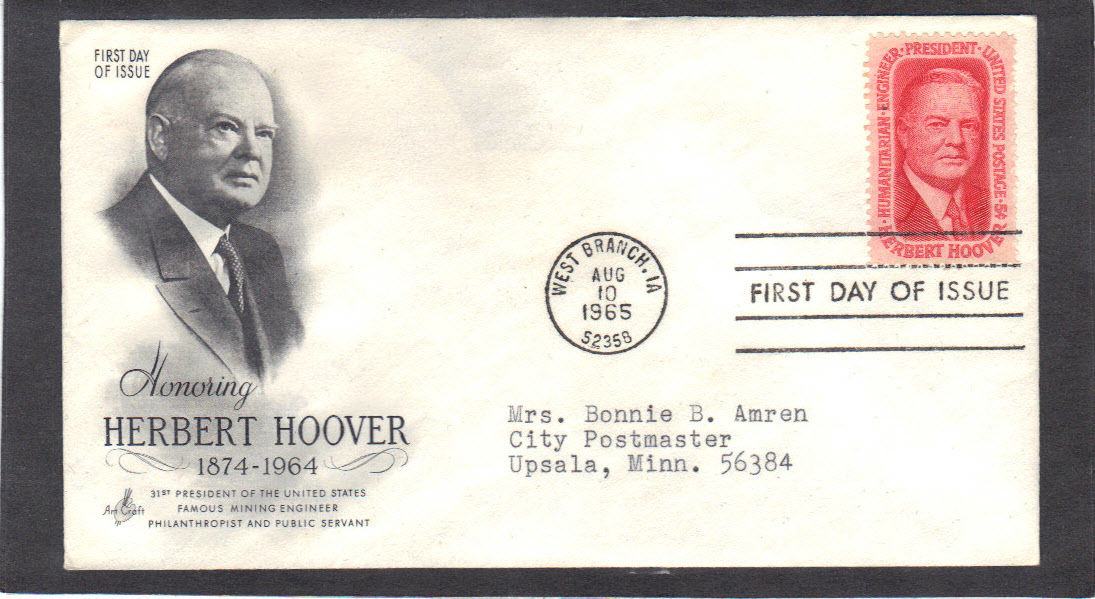 FIRST DAY
OF ISSUE
Honoring
HERBERT HOOVER
1874-1964
31ST PRESIDENT OF THE UNITED STATES
FAMOUS MINING ENGINEER
PHILANTHROPIST AND PUBLIC SERVANT
Art Craft
WEST BRANCH, IA
AUG
10
1965
52358
HUMANITARIAN · ENGINEER · PRESIDENT · UNITED STATES POSTAGE · 5¢
HERBERT HOOVER
FIRST DAY OF ISSUE
Mrs. Bonnie B. Amren
City Postmaster
Upsala, Minn. 56384